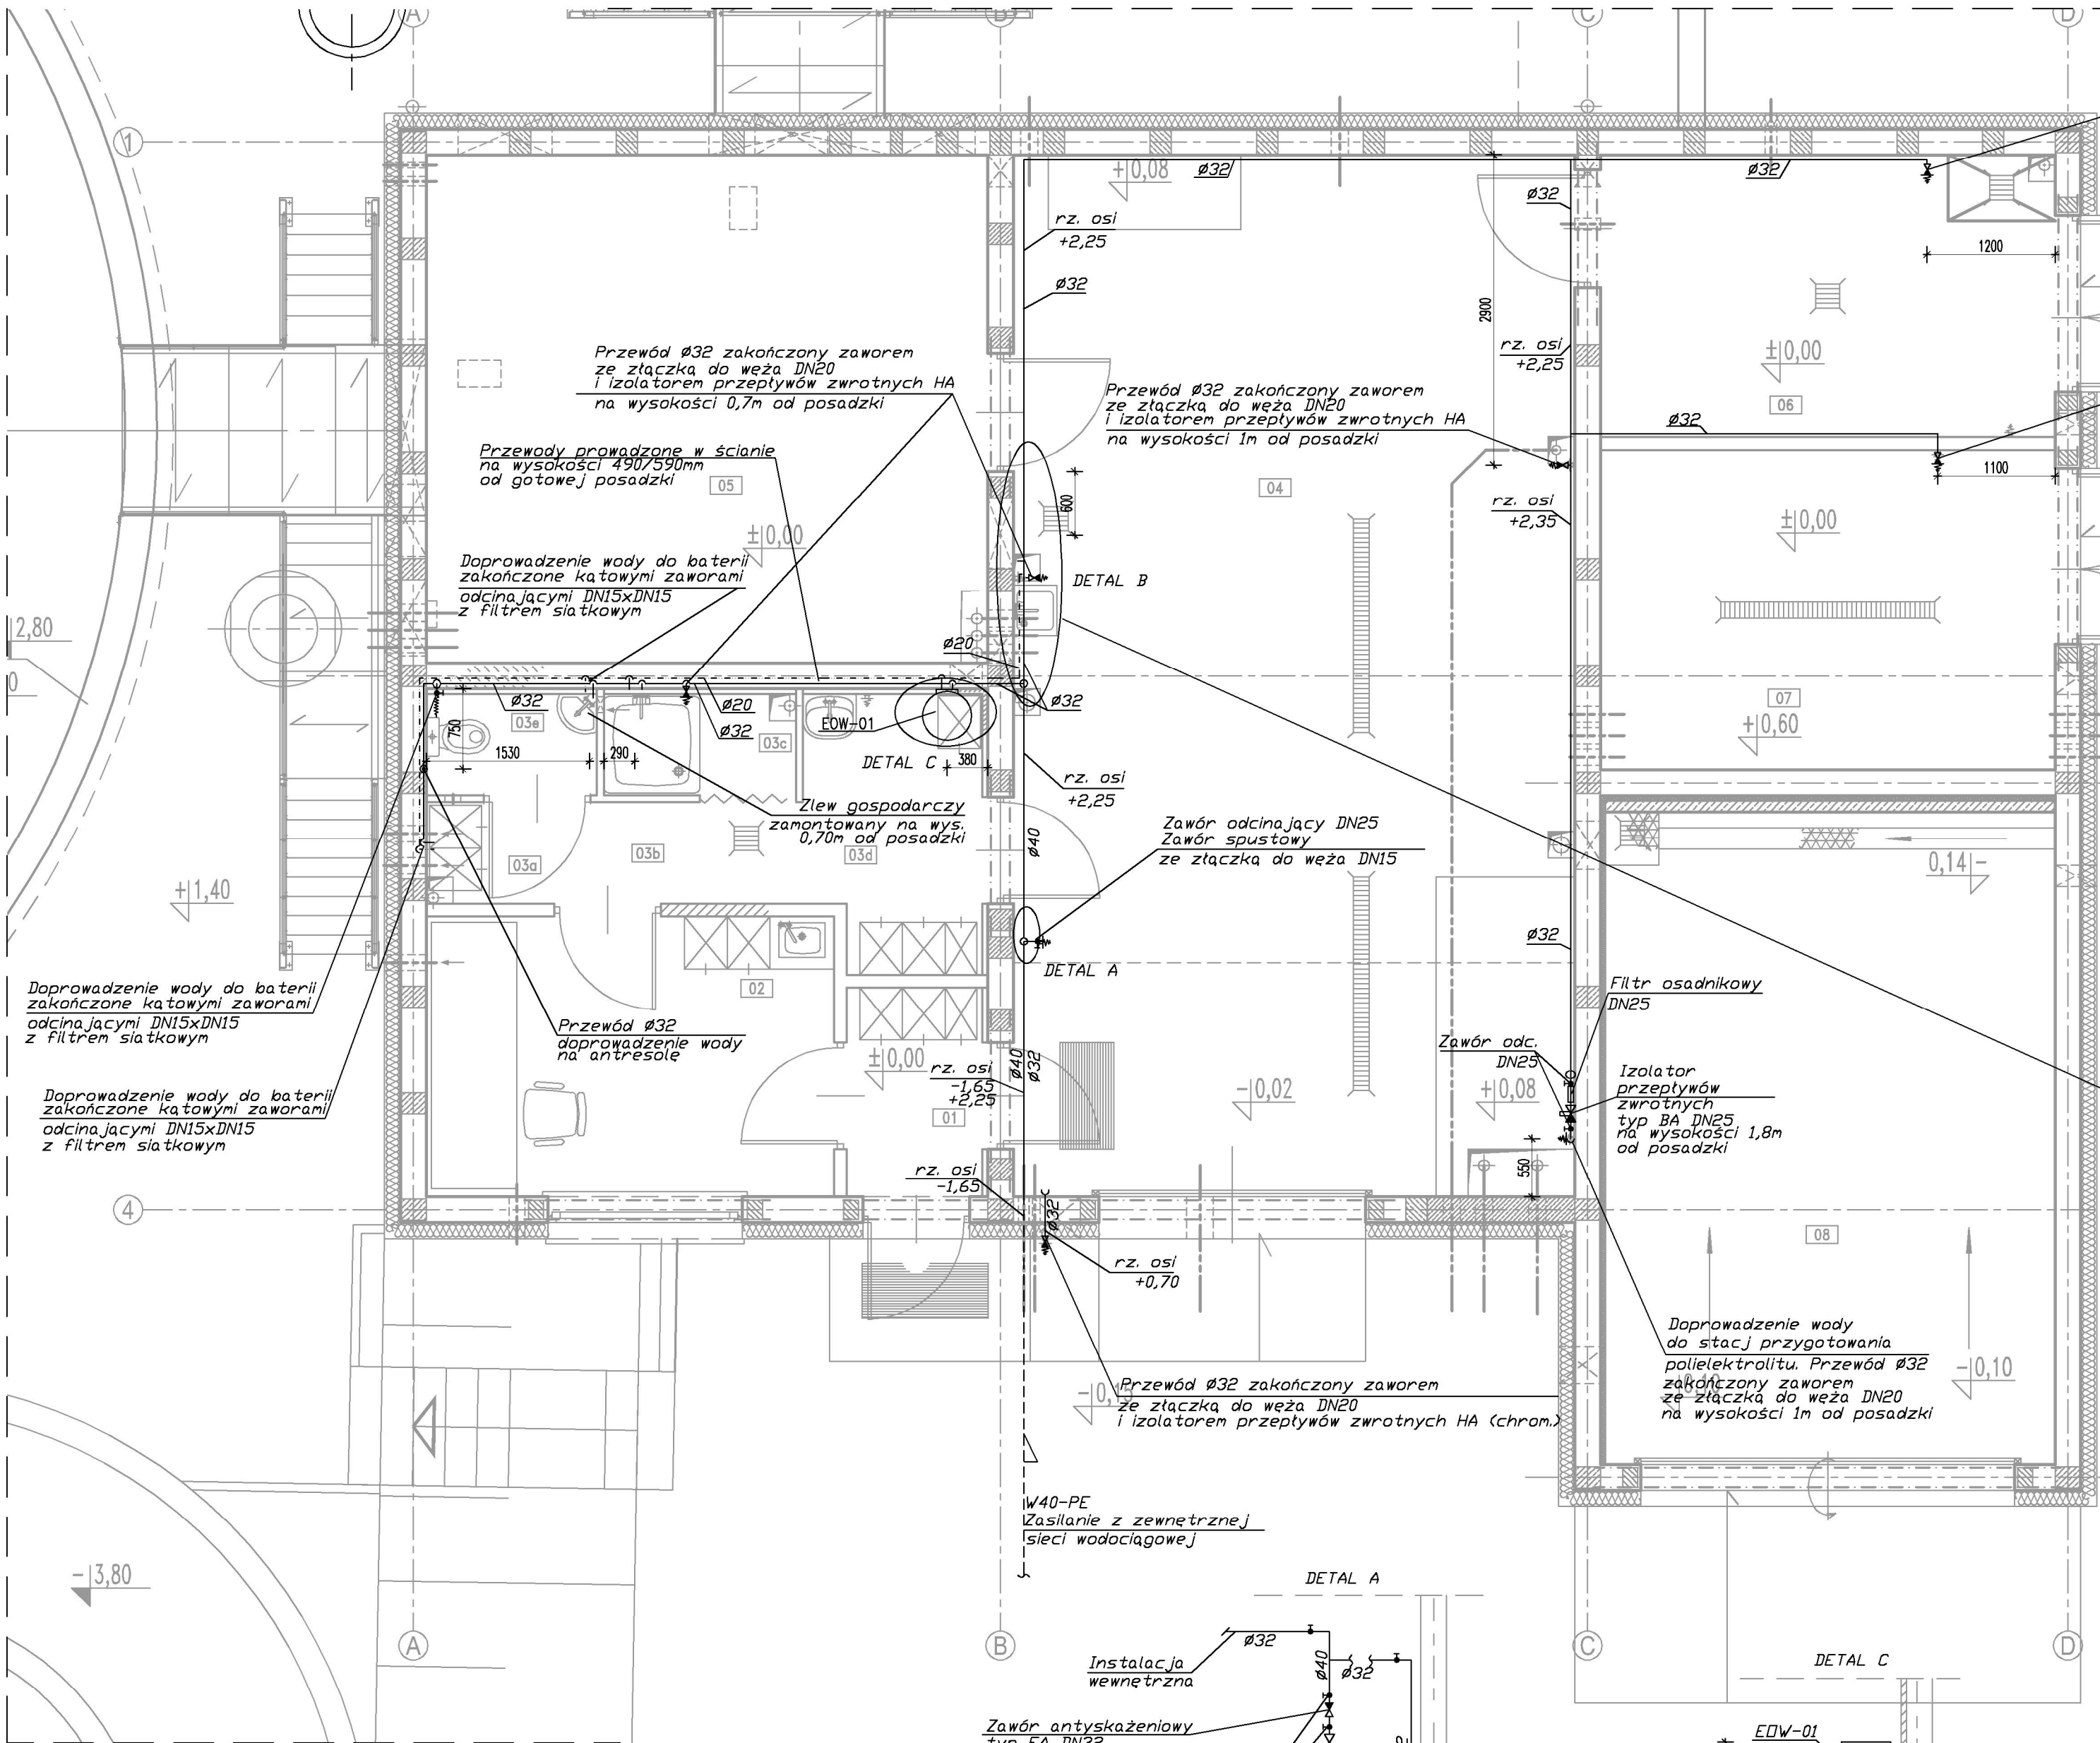 A
B
C
D
1
+0,08
Ø32
Ø32
Ø32
rz. osi
+2,25
Ø32
1200
2900
rz. osi
+2,25
±0,00
06
Przewód Ø32 zakończony zaworem
ze złączką do węża DN20
i izolatorem przepływów zwrotnych HA
na wysokości 0,7m od posadzki
Przewód Ø32 zakończony zaworem
ze złączką do węża DN20
i izolatorem przepływów zwrotnych HA
na wysokości 1m od posadzki
Ø32
1100
Przewody prowadzone w ścianie
na wysokości 490/590mm
od gotowej posadzki
05
04
600
rz. osi
+2,35
±0,00
±0,00
Doprowadzenie wody do baterii
zakończone kątowymi zaworami
odcinającymi DN15xDN15
z filtrem siatkowym
DETAL B
2,80
0
Ø20
07
+0,60
Ø32
03e
750
1530
290
Ø20
Ø32
03c
EOW-01
Ø32
DETAL C
380
rz. osi
+2,25
Zlew gospodarczy
zamontowany na wys.
0,70m od posadzki
03a
03b
03d
Ø40
Zawór odcinający DN25
Zawór spustowy
ze złączką do węża DN15
0,14-
+1,40
Ø32
DETAL A
02
Filtr osadnikowy
DN25
Doprowadzenie wody do baterii
zakończone kątowymi zaworami
odcinającymi DN15xDN15
z filtrem siatkowym
Przewód Ø32
doprowadzenie wody
na antresolę
Zawór odc.
DN25
±0,00
rz. osi
-1,65
+2,25
Ø40
Ø32
-0,02
+0,08
Izolator
przepływów
zwrotnych
typ BA DN25
na wysokości 1,8m
od posadzki
Doprowadzenie wody do baterii
zakończone kątowymi zaworami
odcinającymi DN15xDN15
z filtrem siatkowym
01
550
rz. osi
-1,65
4
Ø32
08
rz. osi
+0,70
Doprowadzenie wody
do stacj przygotowania
polielektrolitu. Przewód Ø32
zakończony zaworem
ze złączką do węża DN20
na wysokości 1m od posadzki
-0,10
Przewód Ø32 zakończony zaworem
ze złączką do węża DN20
i izolatorem przepływów zwrotnych HA (chrom.)
W40-PE
Zasilanie z zewnętrznej
sieci wodociągowej
-3,80
DETAL A
A
B
C
D
Ø32
Ø40
Ø32
Instalacja
wewnętrzna
DETAL C
Zawór antyskażeniowy
typ EA DN32
EOW-01